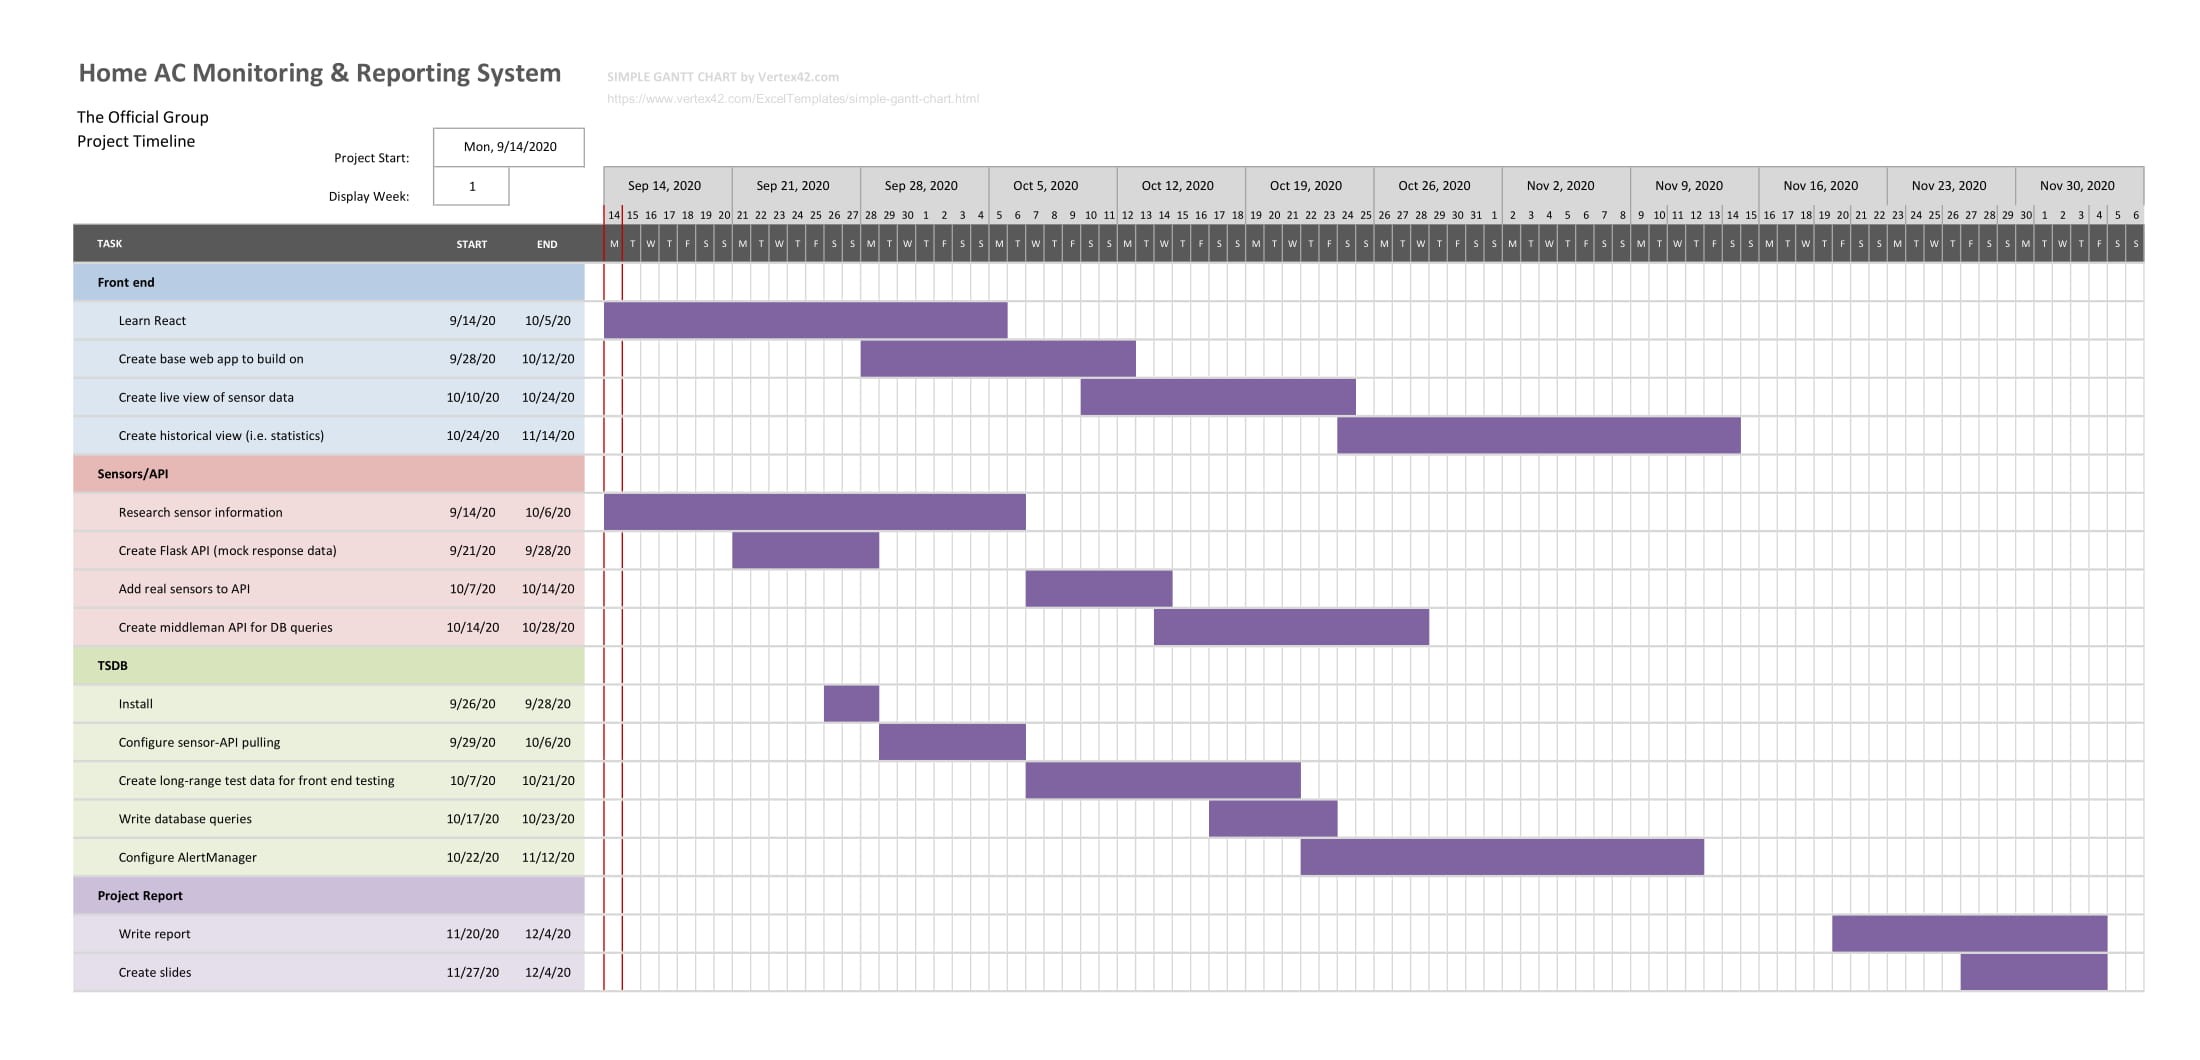 Home AC Monitoring & Reporting System
SIMPLE GANTT CHART by Vertex42.com
https://www.vertex42.com/ExcelTemplates/simple-gantt-chart.html
The Official Group
Project Timeline
Project Start: Mon, 9/14/2020
Display Week: 1
Sep 14, 2020 Sep 21, 2020 Sep 28, 2020 Oct 5, 2020 Oct 12, 2020 Oct 19, 2020 Oct 26, 2020 Nov 2, 2020 Nov 9, 2020 Nov 16, 2020 Nov 23, 2020 Nov 30, 2020
14 15 16 17 18 19 20 21 22 23 24 25 26 27 28 29 30 1 2 3 4 5 6 7 8 9 10 11 12 13 14 15 16 17 18 19 20 21 22 23 24 25 26 27 28 29 30 31 1 2 3 4 5 6 7 8 9 10 11 12 13 14 15 16 17 18 19 20 21 22 23 24 25 26 27 28 29 30 1 2 3 4 5 6
TASK START END M T W T F S S M T W T F S S M T W T F S S M T W T F S S M T W T F S S M T W T F S S M T W T F S S M T W T F S S M T W T F S S M T W T F S S M T W T F S S M T W T F S S
Front end
Learn React 9/14/20 10/5/20
Create base web app to build on 9/28/20 10/12/20
Create live view of sensor data 10/10/20 10/24/20
Create historical view (i.e. statistics) 10/24/20 11/14/20
Sensors/API
Research sensor information 9/14/20 10/6/20
Create Flask API (mock response data) 9/21/20 9/28/20
Add real sensors to API 10/7/20 10/14/20
Create middleman API for DB queries 10/14/20 10/28/20
TSDB
Install 9/26/20 9/28/20
Configure sensor-API pulling 9/29/20 10/6/20
Create long-range test data for front end testing 10/7/20 10/21/20
Write database queries 10/17/20 10/23/20
Configure AlertManager 10/22/20 11/12/20
Project Report
Write report 11/20/20 12/4/20
Create slides 11/27/20 12/4/20